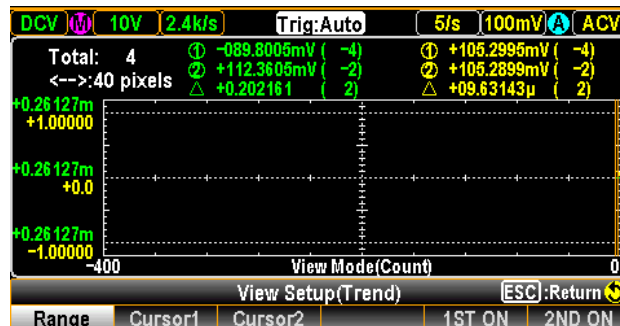 DCV M 10V 2.4k/s Trig:Auto 5/s 100mV A ACV
Total: 4 ① -089.8005mV ( -4) ① +105.2995mV ( -4)
<-->:40 pixels ② +112.3605mV ( -2) ② +105.2899mV ( -2)
△ +0.202161 ( 2) △ +09.63143µ ( 2)
+0.26127m
+1.00000
+0.26127m
+0.0
+0.26127m
-1.00000
-400 View Mode(Count) 0
View Setup(Trend) ESC:Return
Range Cursor1 Cursor2 1ST ON 2ND ON